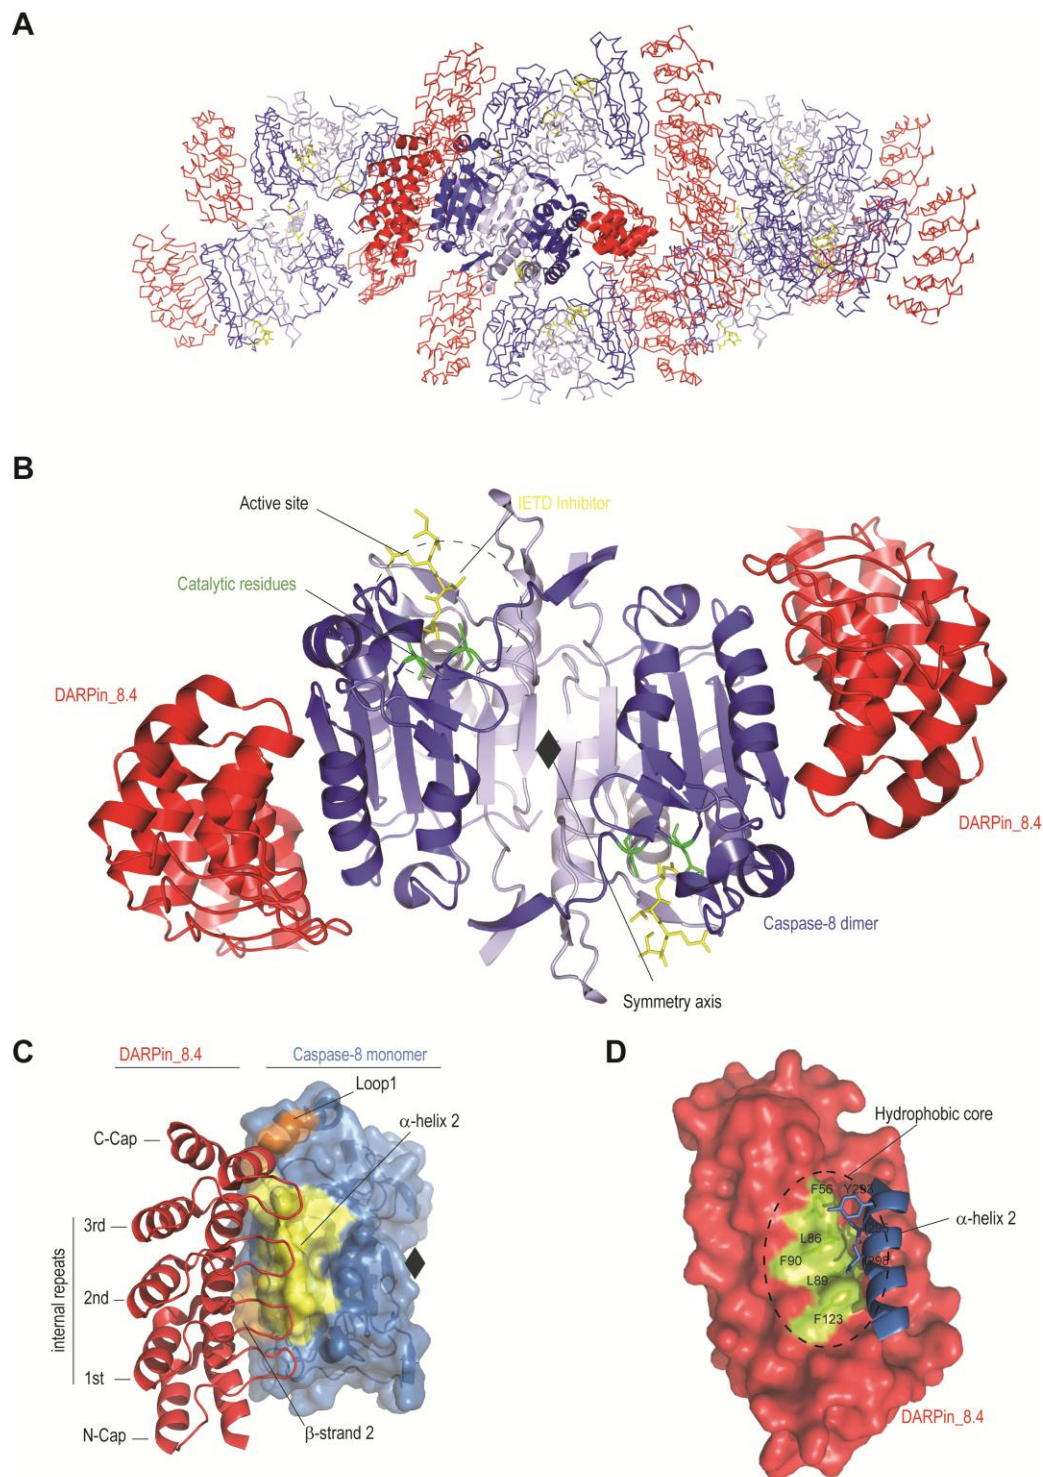 A
B
Active site
IETD Inhibitor
Catalytic residues
DARPin_8.4
DARPin_8.4
Caspase-8 dimer
Symmetry axis
C
DARPin_8.4
Caspase-8 monomer
Loop1
α-helix 2
C-Cap
3rd
internal repeats
2nd
1st
N-Cap
β-strand 2
D
Hydrophobic core
F56
Y293
α-helix 2
L86
F90
L89
F123
DARPin_8.4